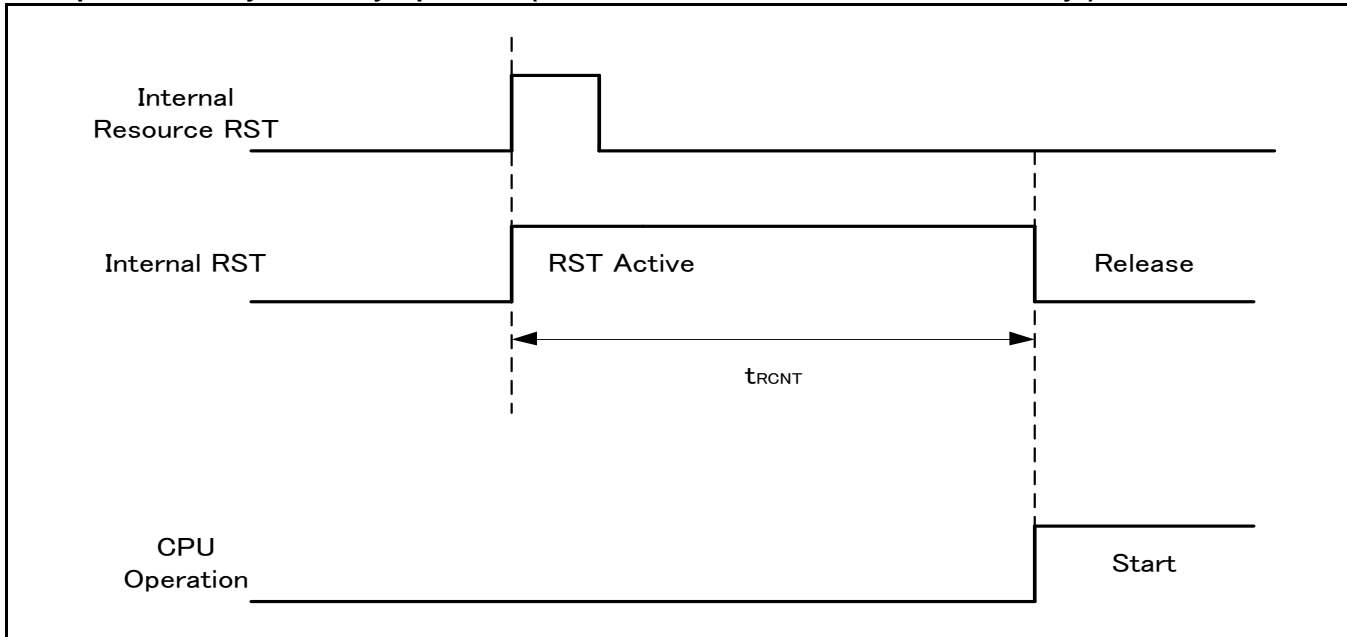 Internal
Resource RST
Internal RST
RST Active
Release
tRCNT
CPU
Operation
Start